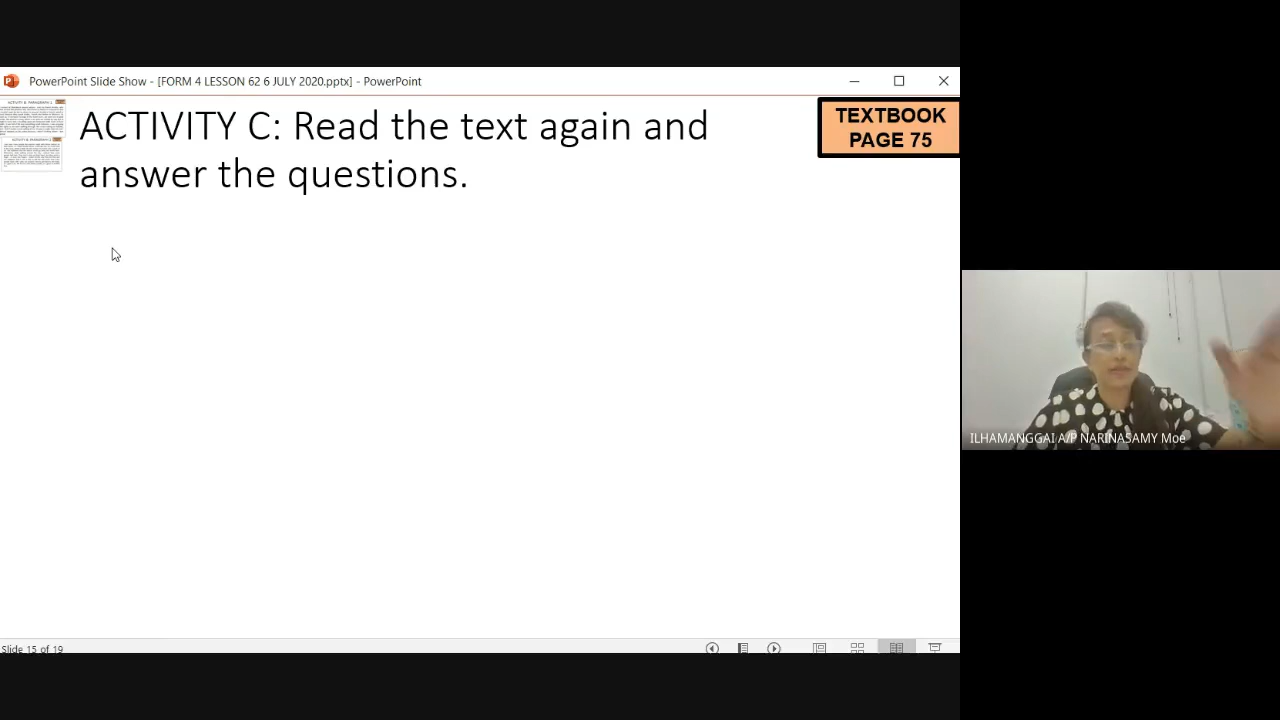 PowerPoint Slide Show - [FORM 4 LESSON 62 6 JULY 2020.pptx] - PowerPoint
ACTIVITY C: Read the text again and
answer the questions.
TEXTBOOK
PAGE 75
ILHAMANGGAI A/P NARINASAMY Moe
Slide 15 of 19